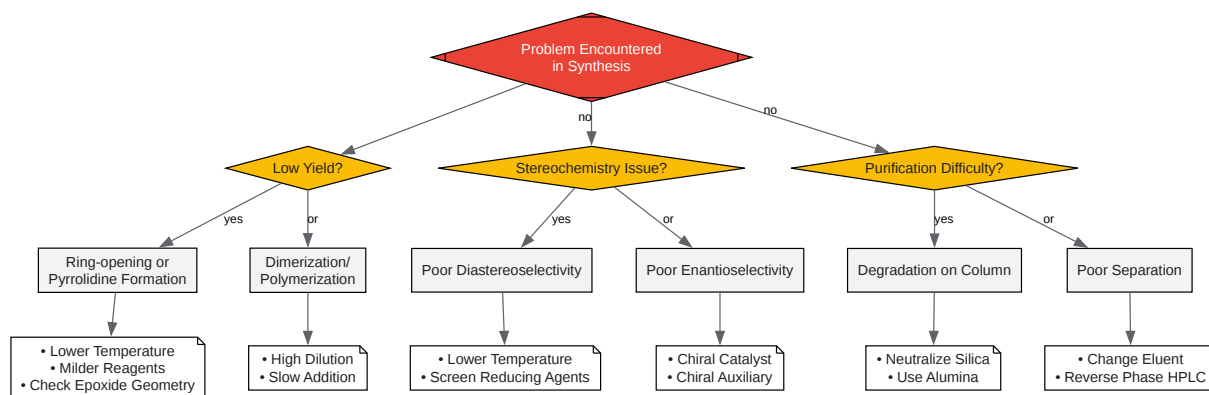 Problem Encountered
in Synthesis
no
no
Low Yield?
Stereochemistry Issue?
Purification Difficulty?
yes
or
yes
or
yes
or
Ring-opening or
Pyrrolidine Formation
Dimerization/
Polymerization
Poor Diastereoselectivity
Poor Enantioselectivity
Degradation on Column
Poor Separation
• Lower Temperature
• Milder Reagents
• Check Epoxide Geometry
• High Dilution
• Slow Addition
• Lower Temperature
• Screen Reducing Agents
• Chiral Catalyst
• Chiral Auxiliary
• Neutralize Silica
• Use Alumina
• Change Eluent
• Reverse Phase HPLC